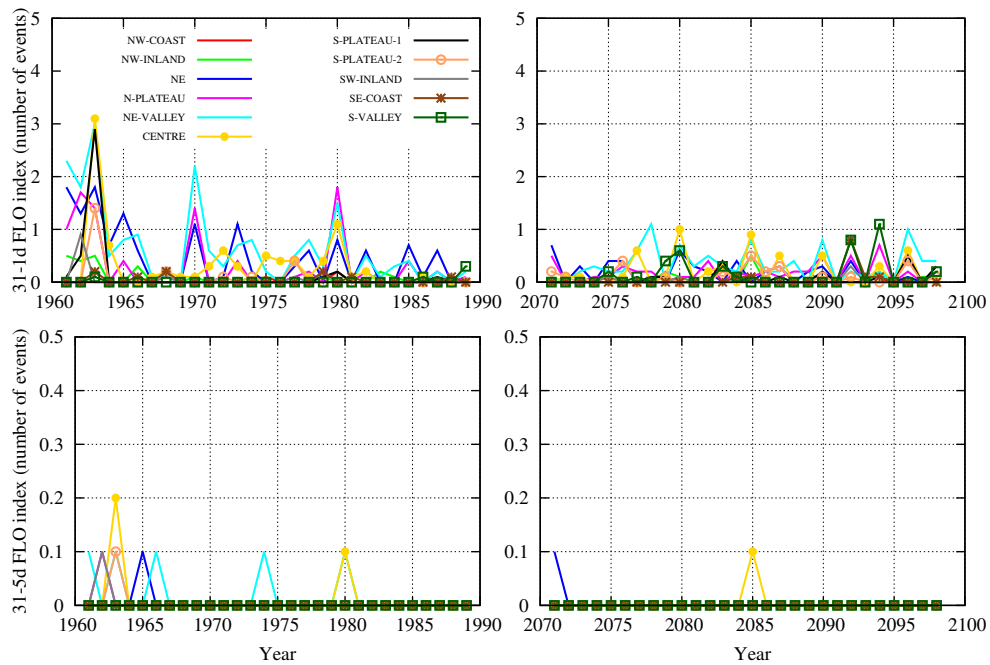 31-1d FLO index (number of events)
5
4
3
2
1
0
1960 1965 1970 1975 1980 1985 1990
NW-COAST
NW-INLAND
NE
N-PLATEAU
NE-VALLEY
CENTRE
S-PLATEAU-1
S-PLATEAU-2
SW-INLAND
SE-COAST
S-VALLEY
5
4
3
2
1
0
2070 2075 2080 2085 2090 2095 2100
31-5d FLO index (number of events)
0.5
0.4
0.3
0.2
0.1
0
1960 1965 1970 1975 1980 1985 1990
Year
0.5
0.4
0.3
0.2
0.1
0
2070 2075 2080 2085 2090 2095 2100
Year